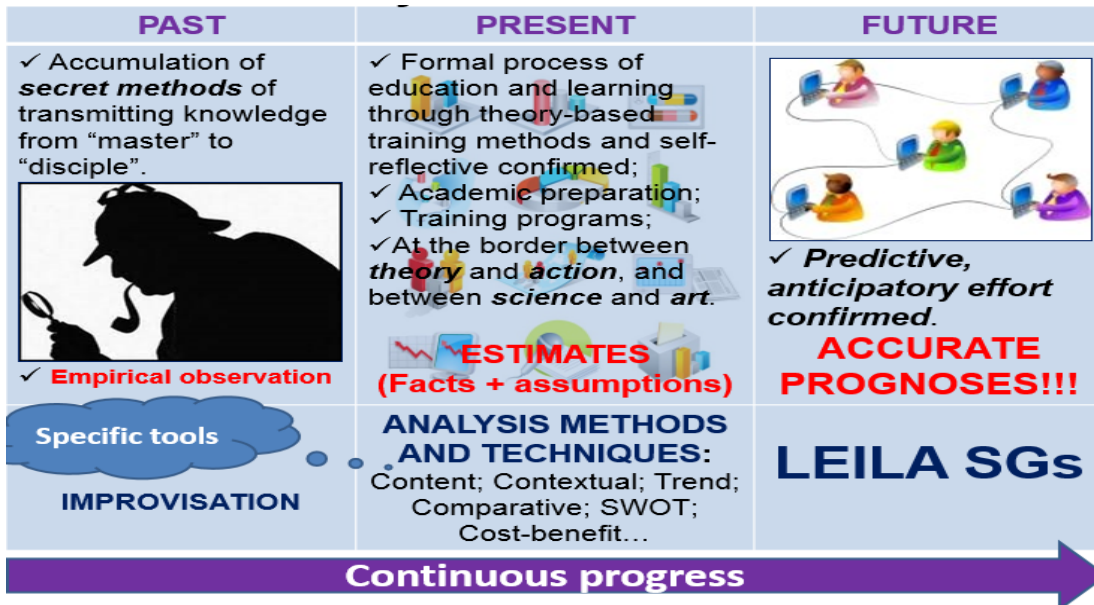 PAST
✓ Accumulation of
secret methods of
transmitting knowledge
from “master” to
“disciple”.
✓ Empirical observation
Specific tools
IMPROVISATION
PRESENT
✓ Formal process of
education and learning
through theory-based
training methods and self-
reflective confirmed;
✓ Academic preparation;
✓ Training programs;
✓At the border between
theory and action, and
between science and art.
ESTIMATES
(Facts + assumptions)
ANALYSIS METHODS
AND TECHNIQUES:
Content; Contextual; Trend;
Comparative; SWOT;
Cost-benefit…
FUTURE
✓ Predictive,
anticipatory effort
confirmed.
ACCURATE
PROGNOSES!!!
LEILA SGs
Continuous progress